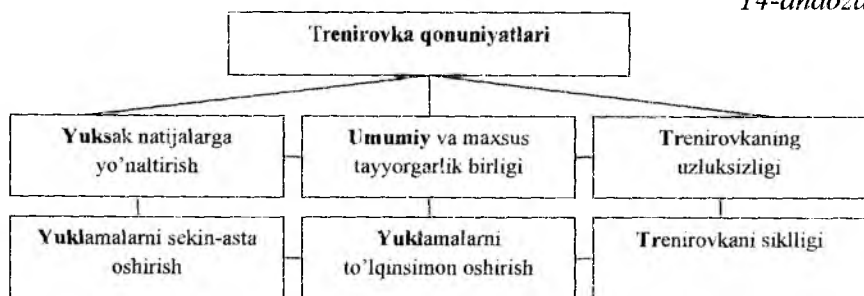 14-andoza
Trenirovka qonuniyatlari
Yuksak natijalarga
yo'naltirish
Umumiy va maxsus
tayyorgarlik birligi
Trenirovkaning
uzluksizligi
Yuklamalarni sekin-asta
oshirish
Yuklamalarni
to'lqinsimon oshirish
Trenirovkani siklligi